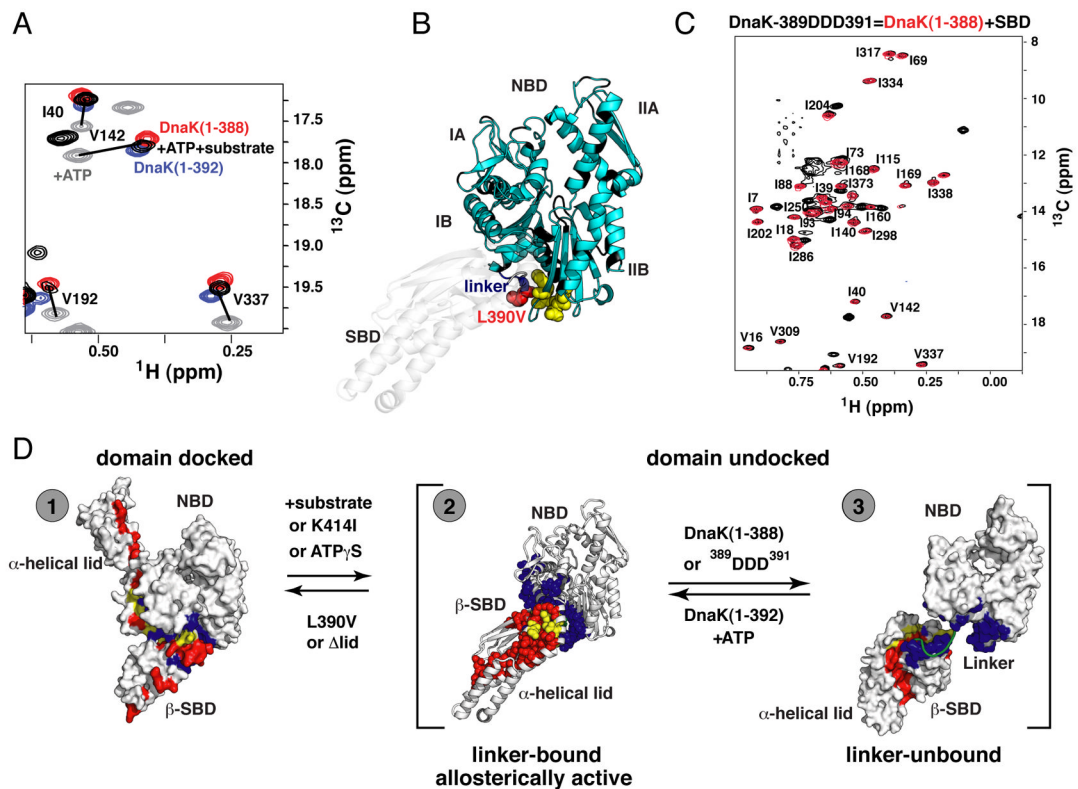 A
I40
V142
DnaK(1-388)
+ATP+substrate
DnaK(1-392)
+ATP
V192
V337
17.5
18.0
19.0
19.5
¹³C (ppm)
0.50
0.25
¹H (ppm)
B
NBD
IIA
IA
IB
IIB
linker
L390V
SBD
C
DnaK-389DDD391=DnaK(1-388)+SBD
I317
I69
I334
I204
I73
I168
I115
I88
I39
I373
I169
I338
I7
I250
I94
I160
I202
I18
I93
I140
I298
I286
I40
V142
V16
V309
V192
V337
8
10
12
14
16
18
¹³C (ppm)
0.75
0.50
0.25
0.00
¹H (ppm)
D
domain docked
domain undocked
1
NBD
α-helical lid
β-SBD
+substrate
or K414I
or ATPγS
L390V
or Δlid
2
NBD
β-SBD
α-helical lid
linker-bound
allosterically active
DnaK(1-388)
or ³⁸⁹DDD³⁹¹
DnaK(1-392)
+ATP
3
NBD
Linker
α-helical lid
β-SBD
linker-unbound